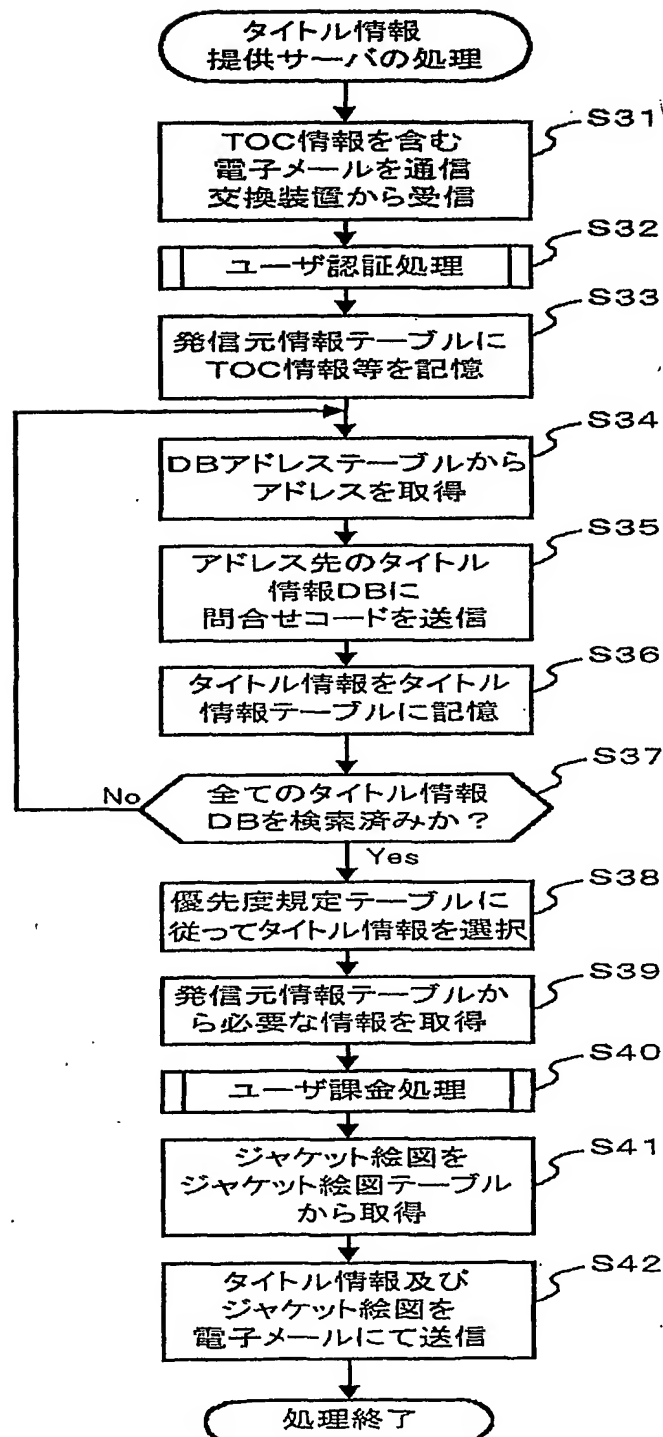 タイトル情報
提供サーバの処理
S31
TOC情報を含む
電子メールを通信
交換装置から受信
S32
ユーザ認証処理
S33
発信元情報テーブルに
TOC情報等を記憶
S34
DBアドレステーブルから
アドレスを取得
S35
アドレス先のタイトル
情報DBに
問合せコードを送信
S36
タイトル情報をタイトル
情報テーブルに記憶
S37
No
全てのタイトル情報
DBを検索済みか?
Yes
S38
優先度規定テーブルに
従ってタイトル情報を選択
S39
発信元情報テーブルか
ら必要な情報を取得
S40
ユーザ課金処理
S41
ジャケット絵図を
ジャケット絵図テーブル
から取得
S42
タイトル情報及び
ジャケット絵図を
電子メールにて送信
処理終了